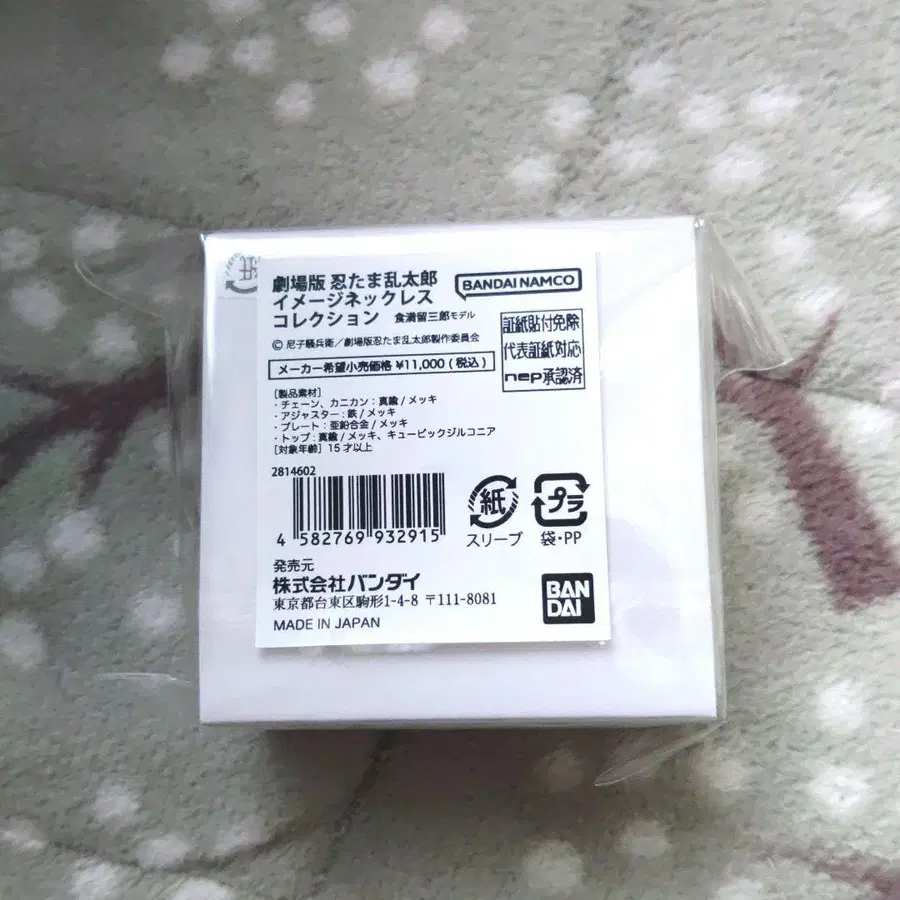 劇場版 忍たま乱太郎
イメージネックレス
コレクション 食満留三郎モデル
© 尼子騒兵衛／劇場版忍たま乱太郎製作委員会
メーカー希望小売価格 ¥11,000（税込）
BANDAI NAMCO
証紙貼付免除
代表証紙対応
nep承認済
［製品素材］
・チェーン、カニカン：真鍮/メッキ
・アジャスター：鉄/メッキ
・プレート：亜鉛合金/メッキ
・トップ：真鍮/メッキ、キュービックジルコニア
［対象年齢］15才以上
2814602
4 582769 932915
紙
スリーブ
プラ
袋・PP
発売元
株式会社バンダイ
東京都台東区駒形1-4-8 〒111-8081
MADE IN JAPAN
BAN
DAI